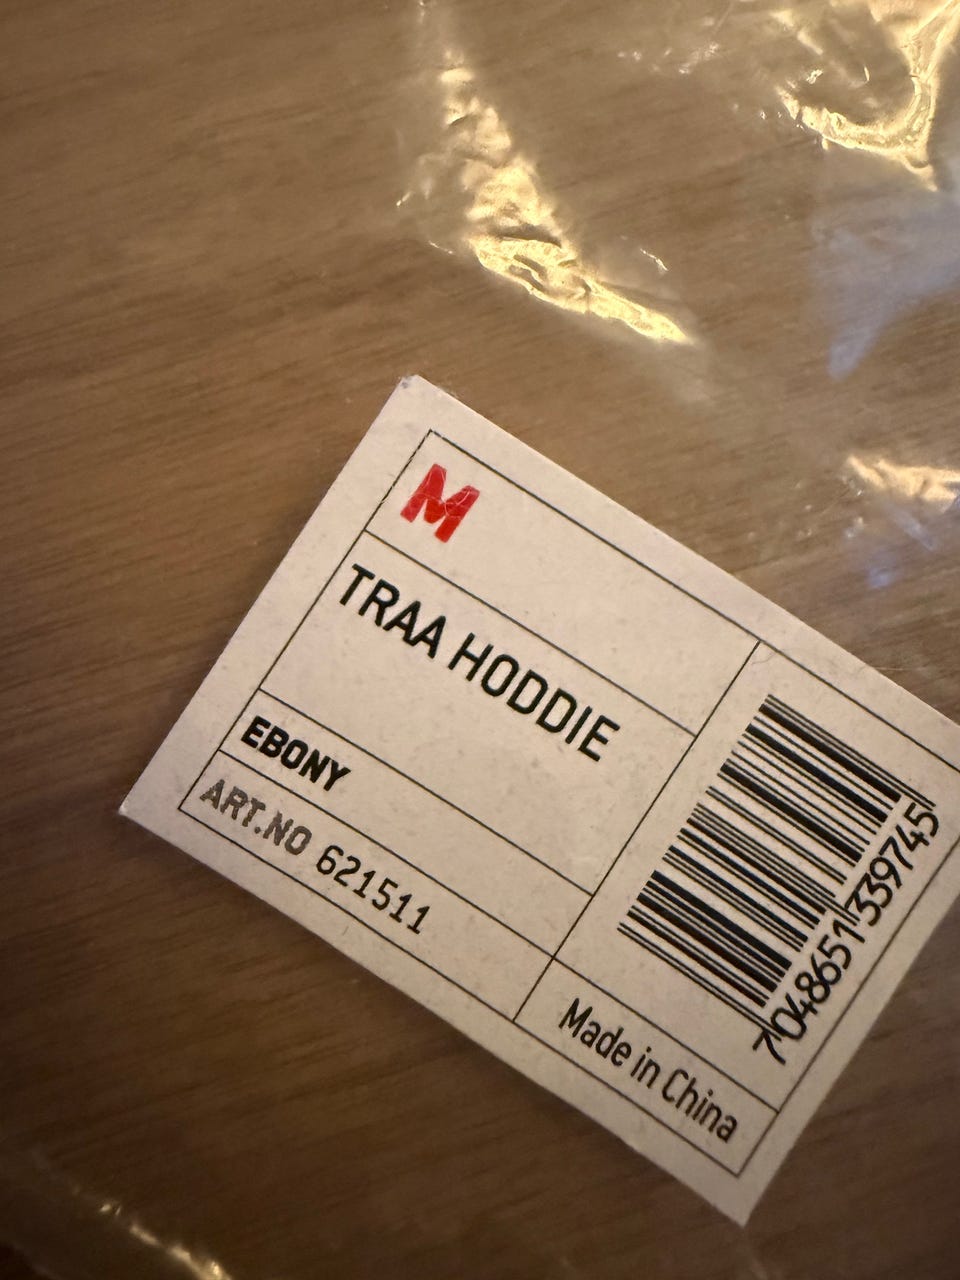 M
TRAA HODDIE
EBONY
ART.NO 621511
7048651339745
Made in China